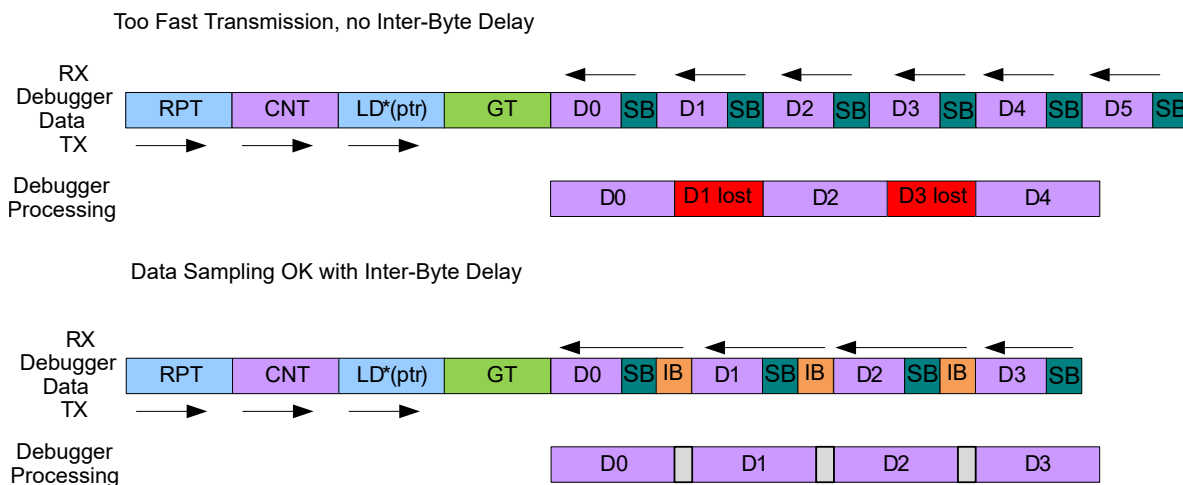 Too Fast Transmission, no Inter-Byte Delay
RX
Debugger
Data
TX
RPT CNT LD*(ptr) GT D0 SB D1 SB D2 SB D3 SB D4 SB D5 SB
Debugger
Processing
D0 D1 lost D2 D3 lost D4
Data Sampling OK with Inter-Byte Delay
RX
Debugger
Data
TX
RPT CNT LD*(ptr) GT D0 SB IB D1 SB IB D2 SB IB D3 SB
Debugger
Processing
D0 D1 D2 D3